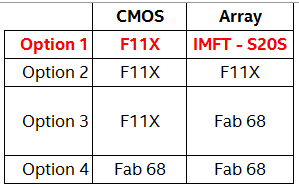 CMOS Array
Option 1 F11X IMFT - S20S
Option 2 F11X F11X
Option 3 F11X Fab 68
Option 4 Fab 68 Fab 68